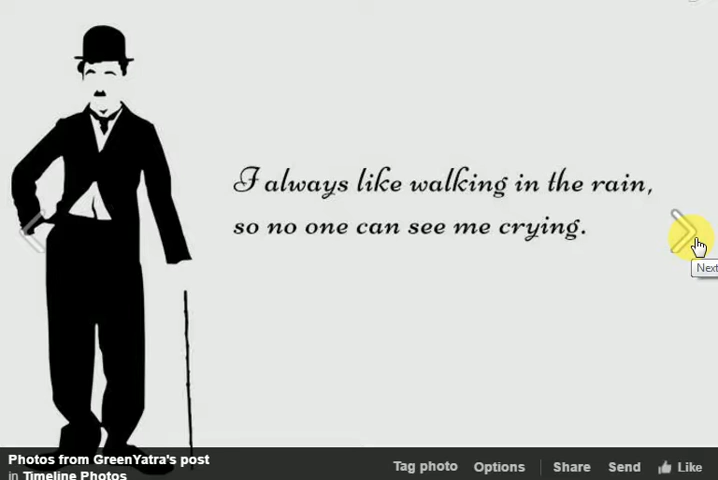 I always like walking in the rain,
so no one can see me crying.
Next
Photos from GreenYatra's post
in Timeline Photos
Tag photo Options Share Send Like